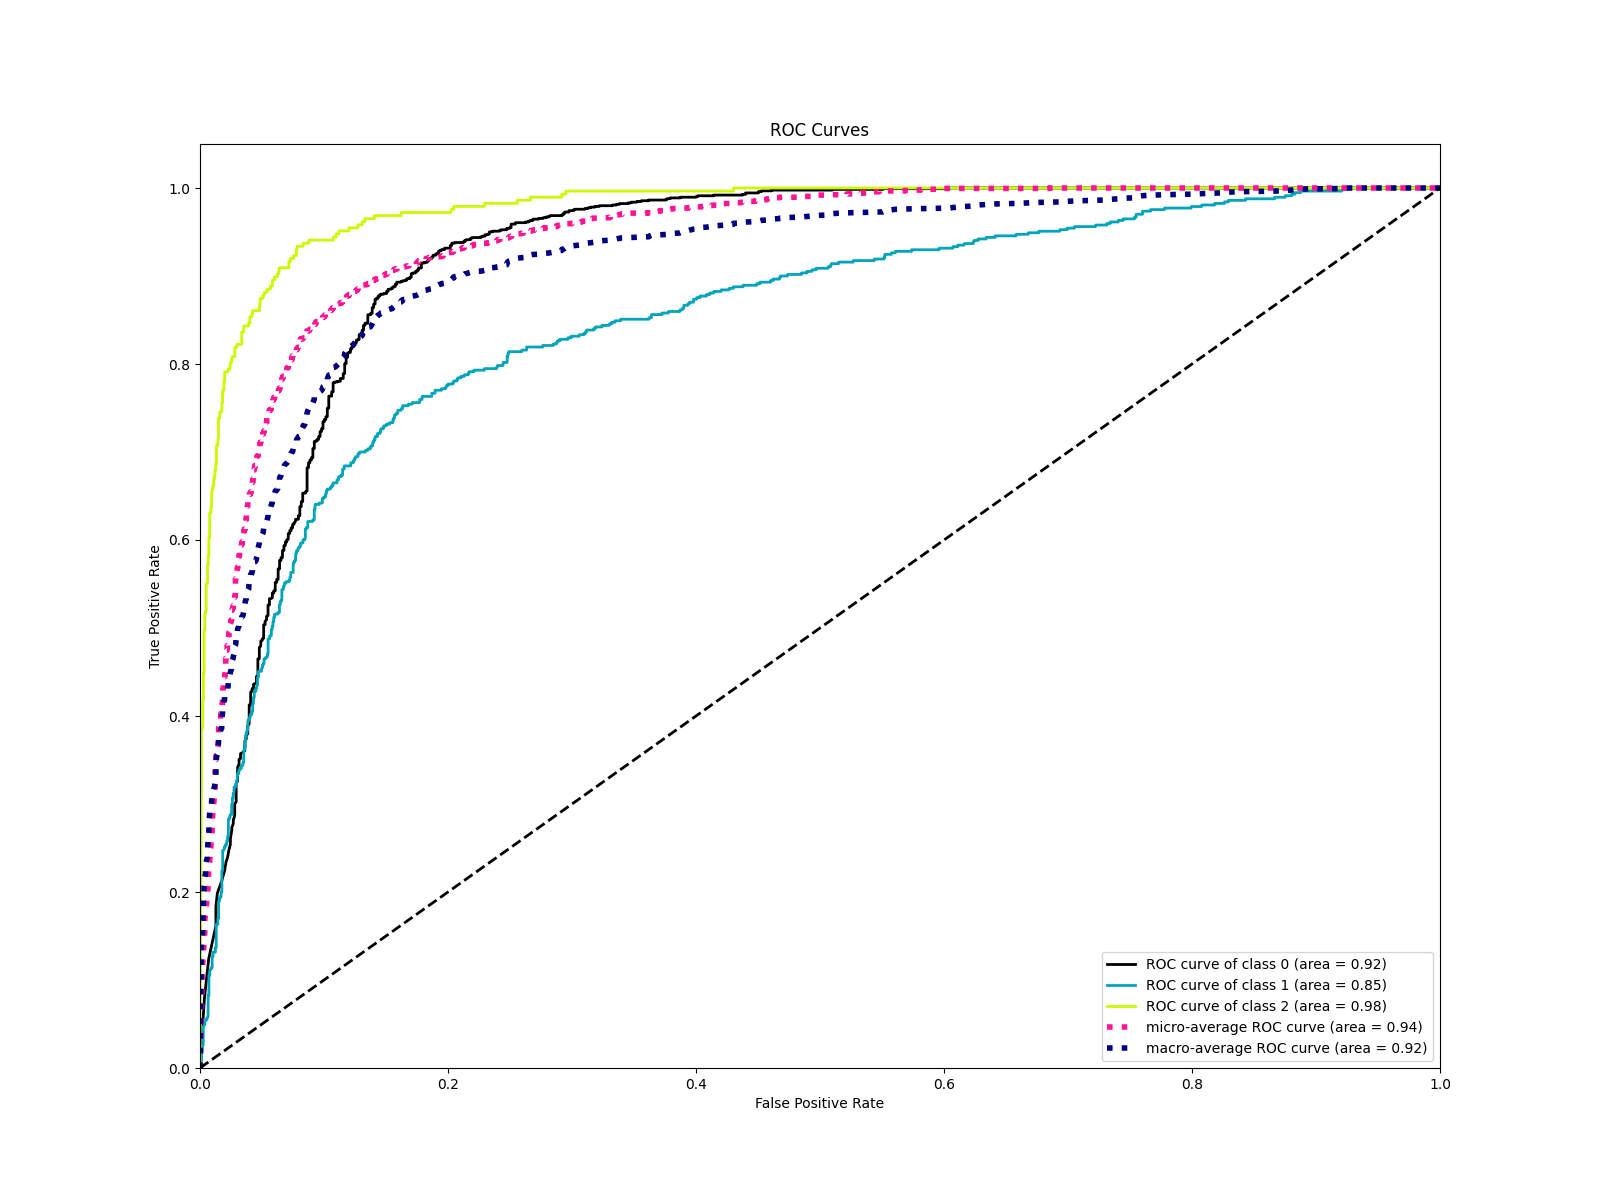 ROC Curves
True Positive Rate
1.0
0.8
0.6
0.4
0.2
0.0
0.0 0.2 0.4 0.6 0.8 1.0
False Positive Rate
ROC curve of class 0 (area = 0.92)
ROC curve of class 1 (area = 0.85)
ROC curve of class 2 (area = 0.98)
micro-average ROC curve (area = 0.94)
macro-average ROC curve (area = 0.92)